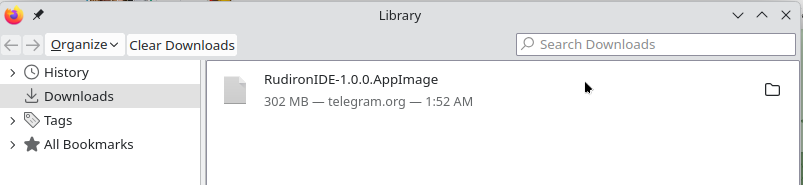 Library
Organize
Clear Downloads
Search Downloads
History
Downloads
Tags
All Bookmarks
RudironIDE-1.0.0.AppImage
302 MB — telegram.org — 1:52 AM